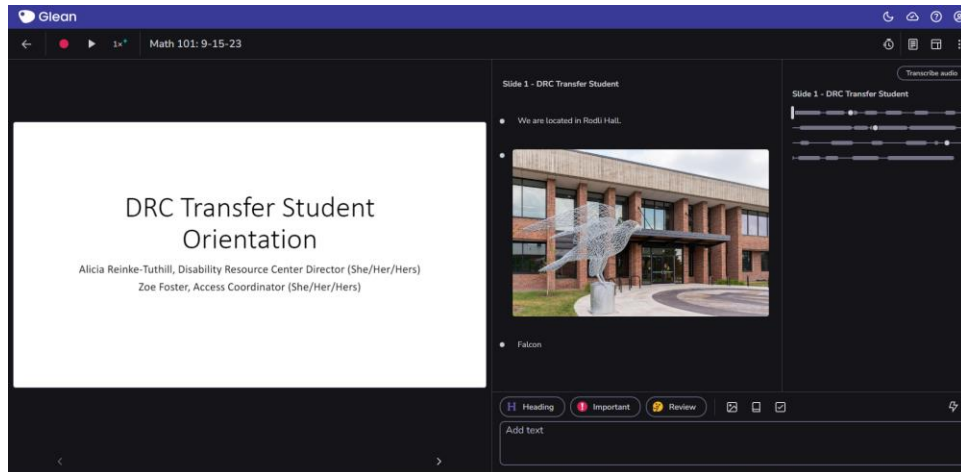 Glean
1x
Math 101: 9-15-23
DRC Transfer Student
Orientation
Alicia Reinke-Tuthill, Disability Resource Center Director (She/Her/Hers)
Zoe Foster, Access Coordinator (She/Her/Hers)
Slide 1 - DRC Transfer Student
We are located in Rodli Hall.
Falcon
H Heading
! Important
Review
Add text
Transcribe audio
Slide 1 - DRC Transfer Student